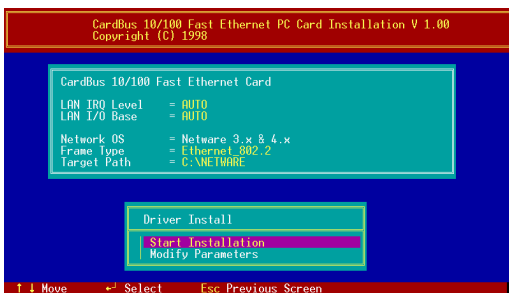 CardBus 10/100 Fast Ethernet PC Card Installation V 1.00
Copyright (C) 1998
CardBus 10/100 Fast Ethernet Card
LAN IRQ Level = AUTO
LAN I/O Base = AUTO
Network OS = Netware 3.x & 4.x
Frame Type = Ethernet_802.2
Target Path = C:\NETWARE
Driver Install
Start Installation
Modify Parameters
↑↓ Move ↵ Select Esc Previous Screen